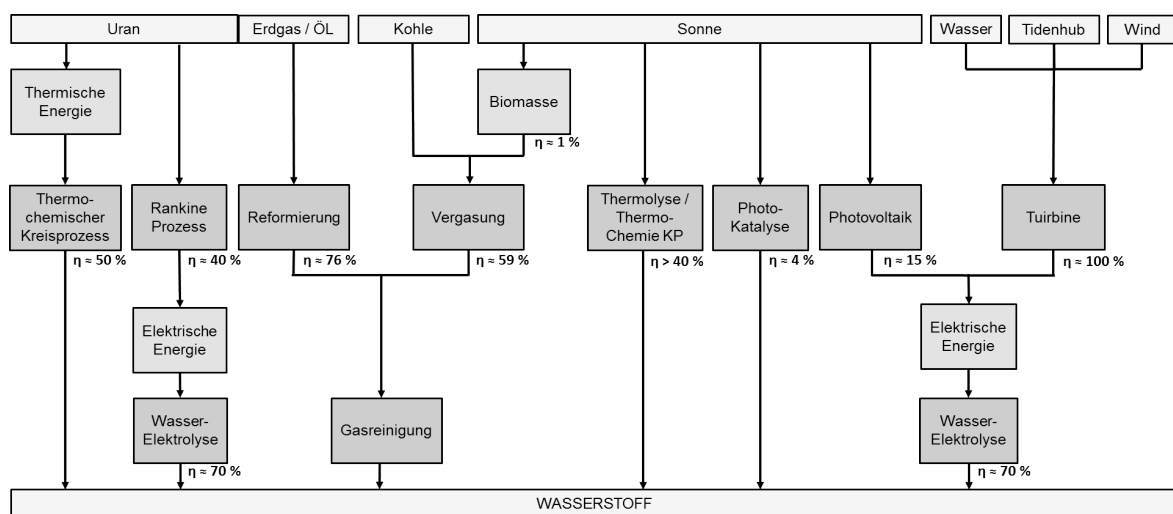 Uran
Erdgas / ÖL
Kohle
Sonne
Wasser
Tidenhub
Wind
Thermische
Energie
Biomasse
η ≈ 1 %
Thermo-
chemischer
Kreisprozess
η ≈ 50 %
Rankine
Prozess
η ≈ 40 %
Reformierung
η ≈ 76 %
Vergasung
η ≈ 59 %
Thermolyse /
Thermo-
Chemie KP
η > 40 %
Photo-
Katalyse
η ≈ 4 %
Photovoltaik
η ≈ 15 %
Tuirbine
η ≈ 100 %
Elektrische
Energie
Elektrische
Energie
Wasser-
Elektrolyse
η ≈ 70 %
Gasreinigung
Wasser-
Elektrolyse
η ≈ 70 %
WASSERSTOFF